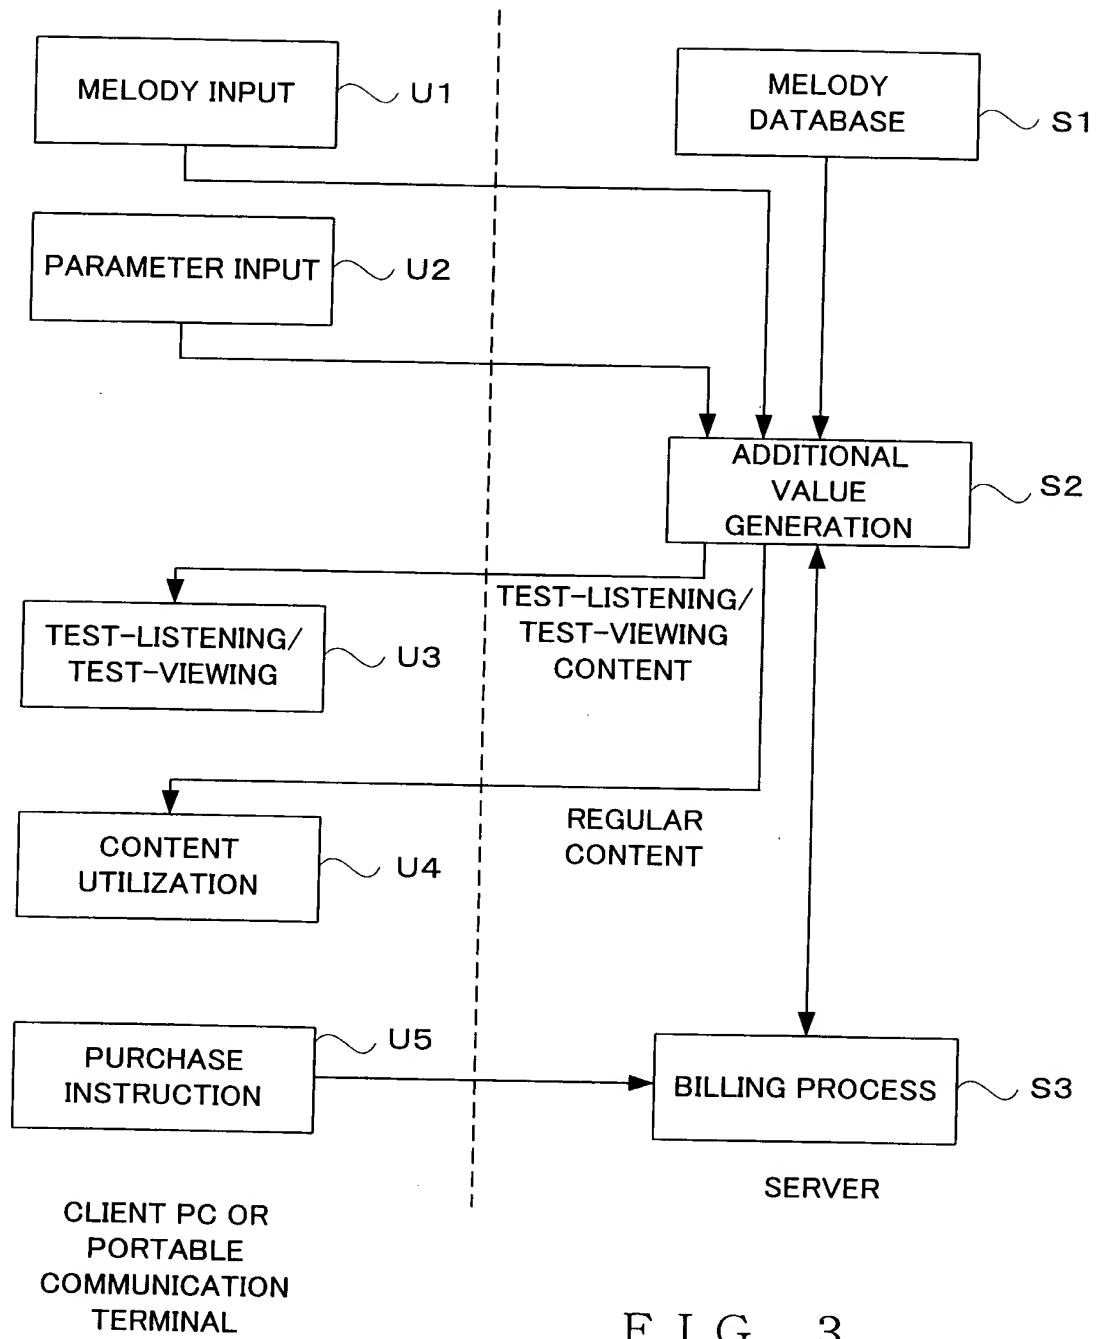 MELODY INPUT
U1
MELODY
DATABASE
S1
PARAMETER INPUT
U2
ADDITIONAL
VALUE
GENERATION
S2
TEST-LISTENING/
TEST-VIEWING
CONTENT
TEST-LISTENING/
TEST-VIEWING
U3
REGULAR
CONTENT
CONTENT
UTILIZATION
U4
PURCHASE
INSTRUCTION
U5
BILLING PROCESS
S3
SERVER
CLIENT PC OR
PORTABLE
COMMUNICATION
TERMINAL
FIG. 3